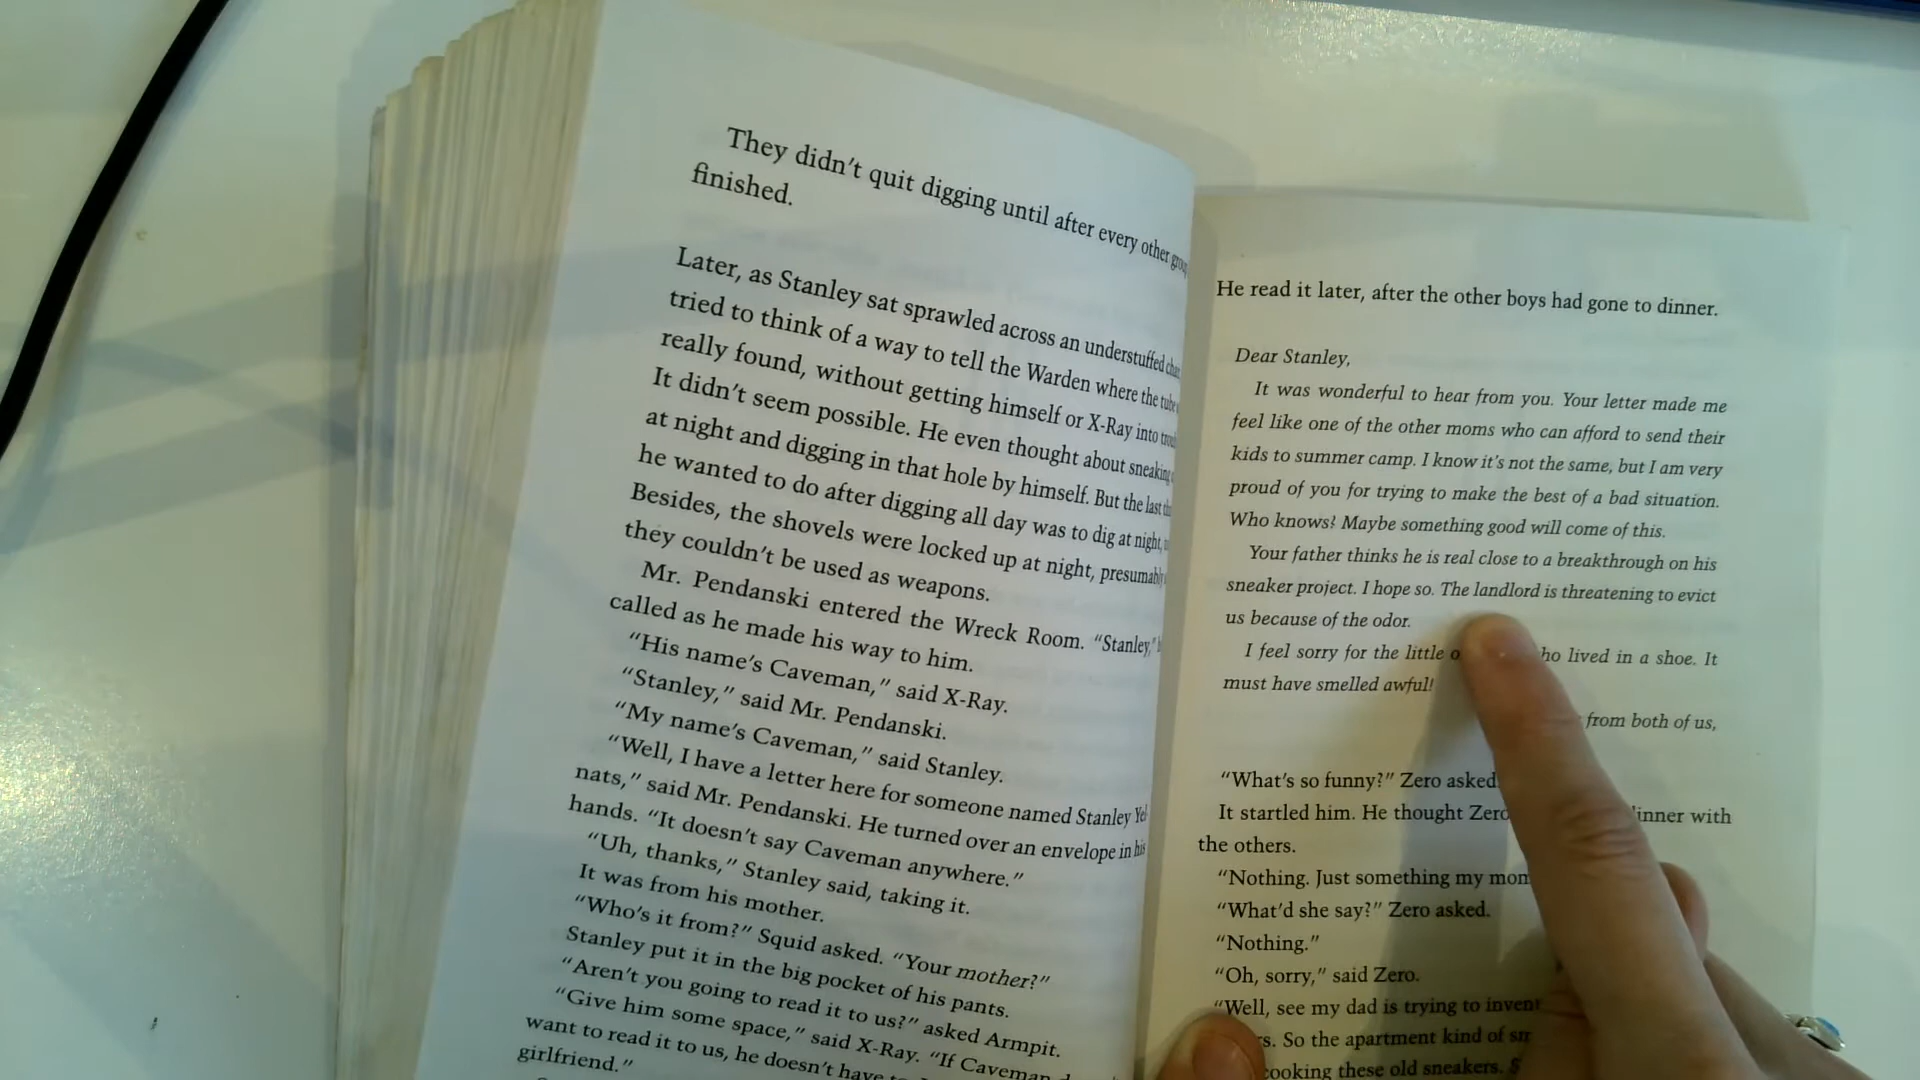 They didn't quit digging until after every other
finished.
Later, as Stanley sat sprawled across an understuffed
tried to think of a way to tell the Warden where the tube
really found, without getting himself or X-Ray into
It didn't seem possible. He even thought about sneaking
at night and digging in that hole by himself. But the last
he wanted to do after digging all day was to dig at night,
Besides, the shovels were locked up at night, presumably
they couldn't be used as weapons.
Mr. Pendanski entered the Wreck Room. “Stanley,”
called as he made his way to him.
“His name's Caveman,” said X-Ray.
“Stanley,” said Mr. Pendanski.
“My name's Caveman,” said Stanley.
“Well, I have a letter here for someone named Stanley Yel-
nats,” said Mr. Pendanski. He turned over an envelope in his
hands. “It doesn't say Caveman anywhere.”
“Uh, thanks,” Stanley said, taking it.
It was from his mother.
“Who's it from?” Squid asked. “Your mother?”
Stanley put it in the big pocket of his pants.
“Aren't you going to read it to us?” asked Armpit.
“Give him some space,” said X-Ray. “If Caveman
want to read it to us, he doesn't have
girlfriend.”
He read it later, after the other boys had gone to dinner.
Dear Stanley,
It was wonderful to hear from you. Your letter made me
feel like one of the other moms who can afford to send their
kids to summer camp. I know it's not the same, but I am very
proud of you for trying to make the best of a bad situation.
Who knows? Maybe something good will come of this.
Your father thinks he is real close to a breakthrough on his
sneaker project. I hope so. The landlord is threatening to evict
us because of the odor.
I feel sorry for the little lived in a shoe. It
must have smelled awful!
from both of us,
“What's so funny?” Zero asked.
It startled him. He thought Zero with
the others.
“Nothing. Just something my
“What'd she say?” Zero asked.
“Nothing.”
“Oh, sorry,” said Zero.
“Well, see my dad is trying to
So the apartment kind of
cooking these old sneakers.